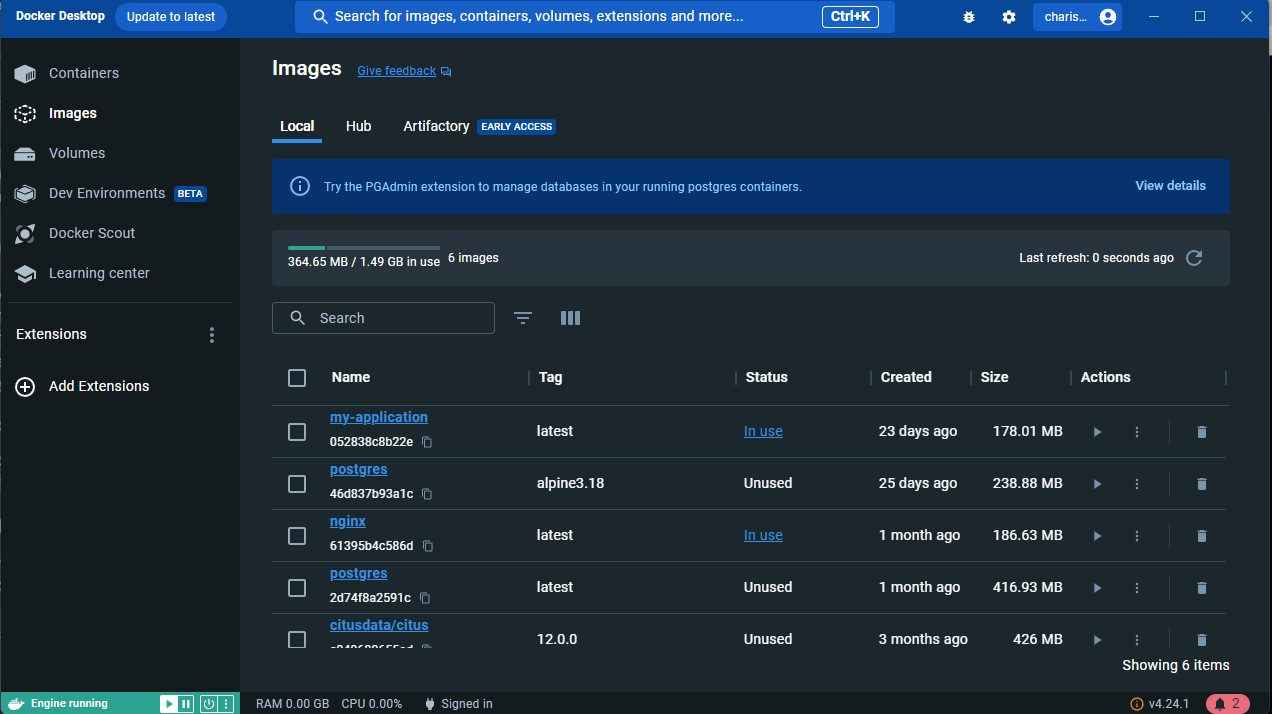 Docker Desktop Update to latest Search for images, containers, volumes, extensions and more... Ctrl+K charis...
Containers
Images
Volumes
Dev Environments BETA
Docker Scout
Learning center
Extensions
Add Extensions
Images Give feedback
Local Hub Artifactory EARLY ACCESS
Try the PGAdmin extension to manage databases in your running postgres containers. View details
364.65 MB / 1.49 GB in use 6 images Last refresh: 0 seconds ago
Search
Name Tag Status Created Size Actions
my-application
052838c8b22e latest In use 23 days ago 178.01 MB
postgres
46d837b93a1c alpine3.18 Unused 25 days ago 238.88 MB
nginx
61395b4c586d latest In use 1 month ago 186.63 MB
postgres
2d74f8a2591c latest Unused 1 month ago 416.93 MB
citusdata/citus
12.0.0 Unused 3 months ago 426 MB
Showing 6 items
Engine running RAM 0.00 GB CPU 0.00% Signed in v4.24.1 2